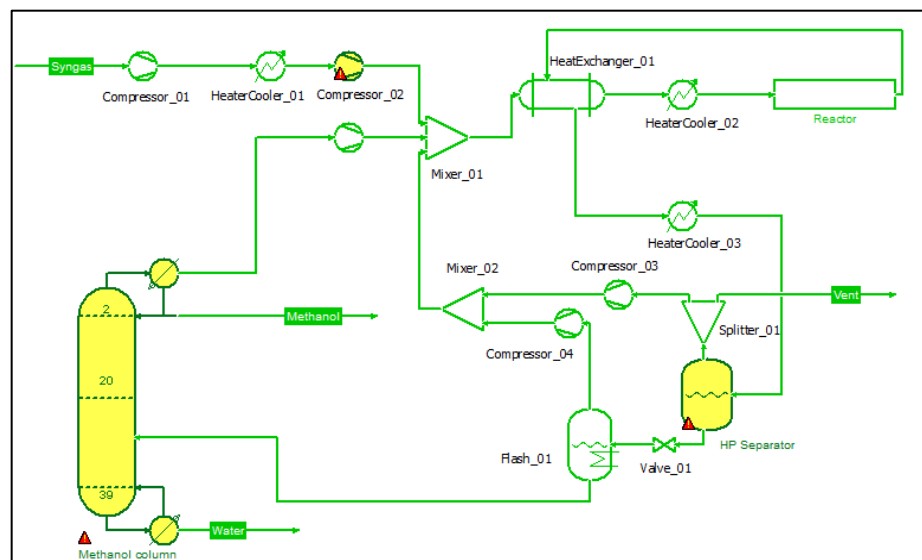 Syngas
Compressor_01
HeaterCooler_01
Compressor_02
HeatExchanger_01
HeaterCooler_02
Reactor
Mixer_01
HeaterCooler_03
Mixer_02
Compressor_03
Vent
Splitter_01
2
Methanol
Compressor_04
20
HP Separator
Flash_01
Valve_01
39
Water
Methanol column